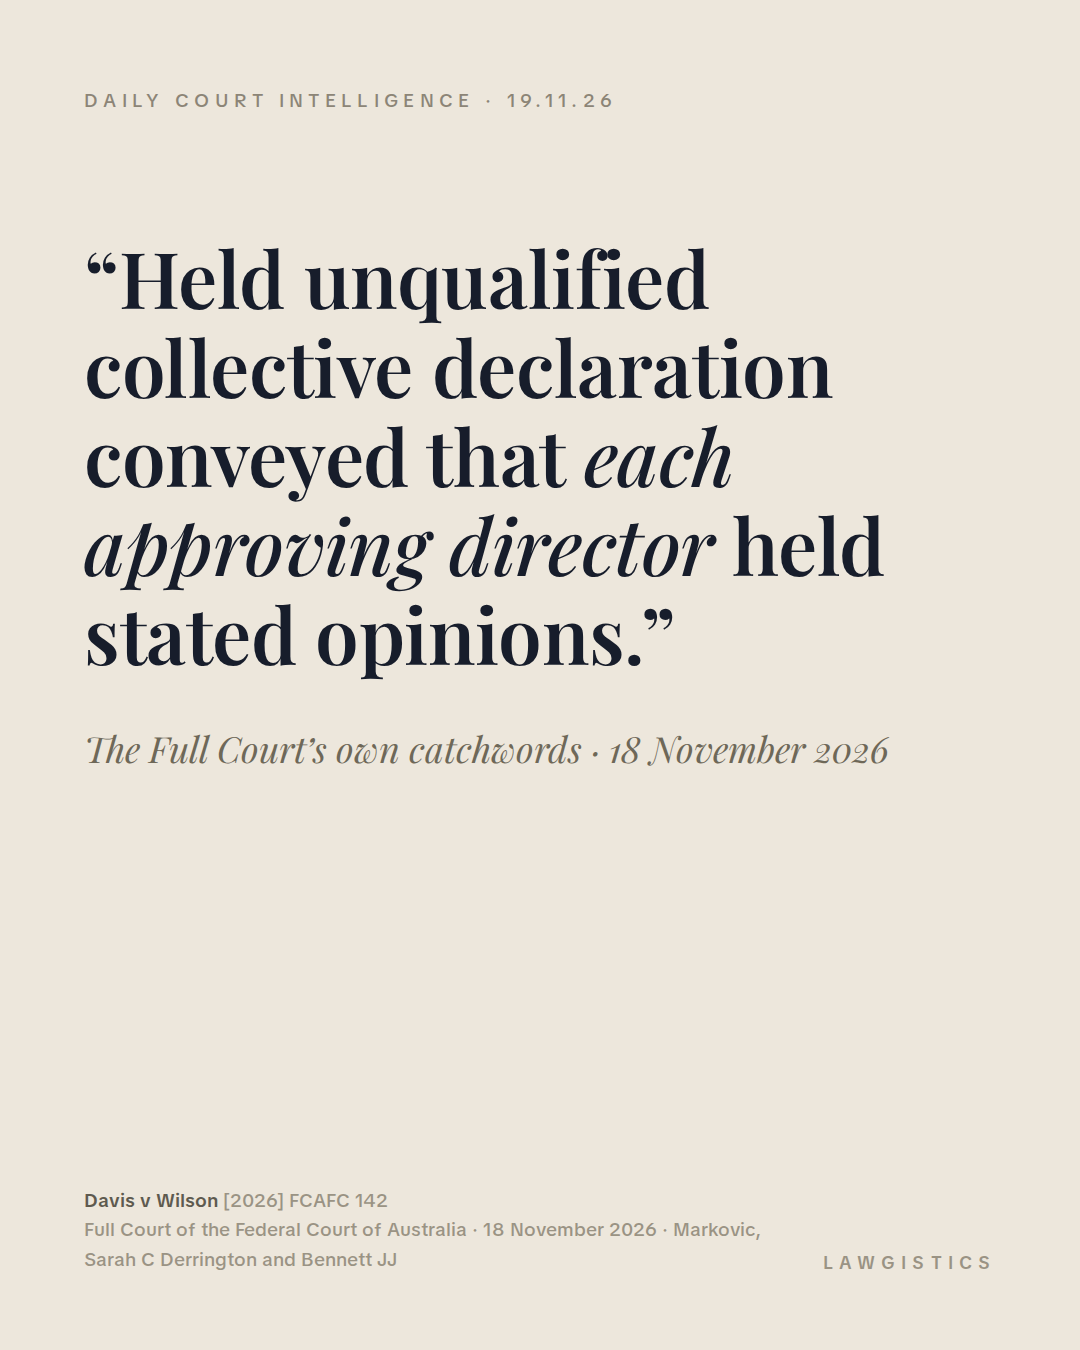 DAILY COURT INTELLIGENCE · 19.11.26
“Held unqualified
collective declaration
conveyed that each
approving director held
stated opinions.”
The Full Court’s own catchwords · 18 November 2026
Davis v Wilson [2026] FCAFC 142
Full Court of the Federal Court of Australia · 18 November 2026 · Markovic,
Sarah C Derrington and Bennett JJ
LAWGISTICS